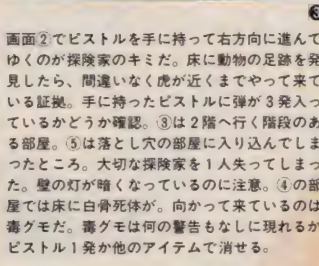 ❸
画面②でピストルを手に持って右方向に進んで
ゆくのが探険家のキミだ。床に動物の足跡を発
見したら、間違いなく虎が近くまでやって来て
いる証拠。手に持ったピストルに弾が3発入っ
ているかどうか確認。③は2階へ行く階段のあ
る部屋。⑤は落とし穴の部屋に入り込んでしま
ったところ。大切な探険家を1人失ってしまっ
た。壁の灯が暗くなっているのに注意。④の部
屋では床に白骨死体が。向かって来ているのは
毒グモだ。毒グモは何の警告もなしに現れるが
ピストル1発か他のアイテムで消せる。